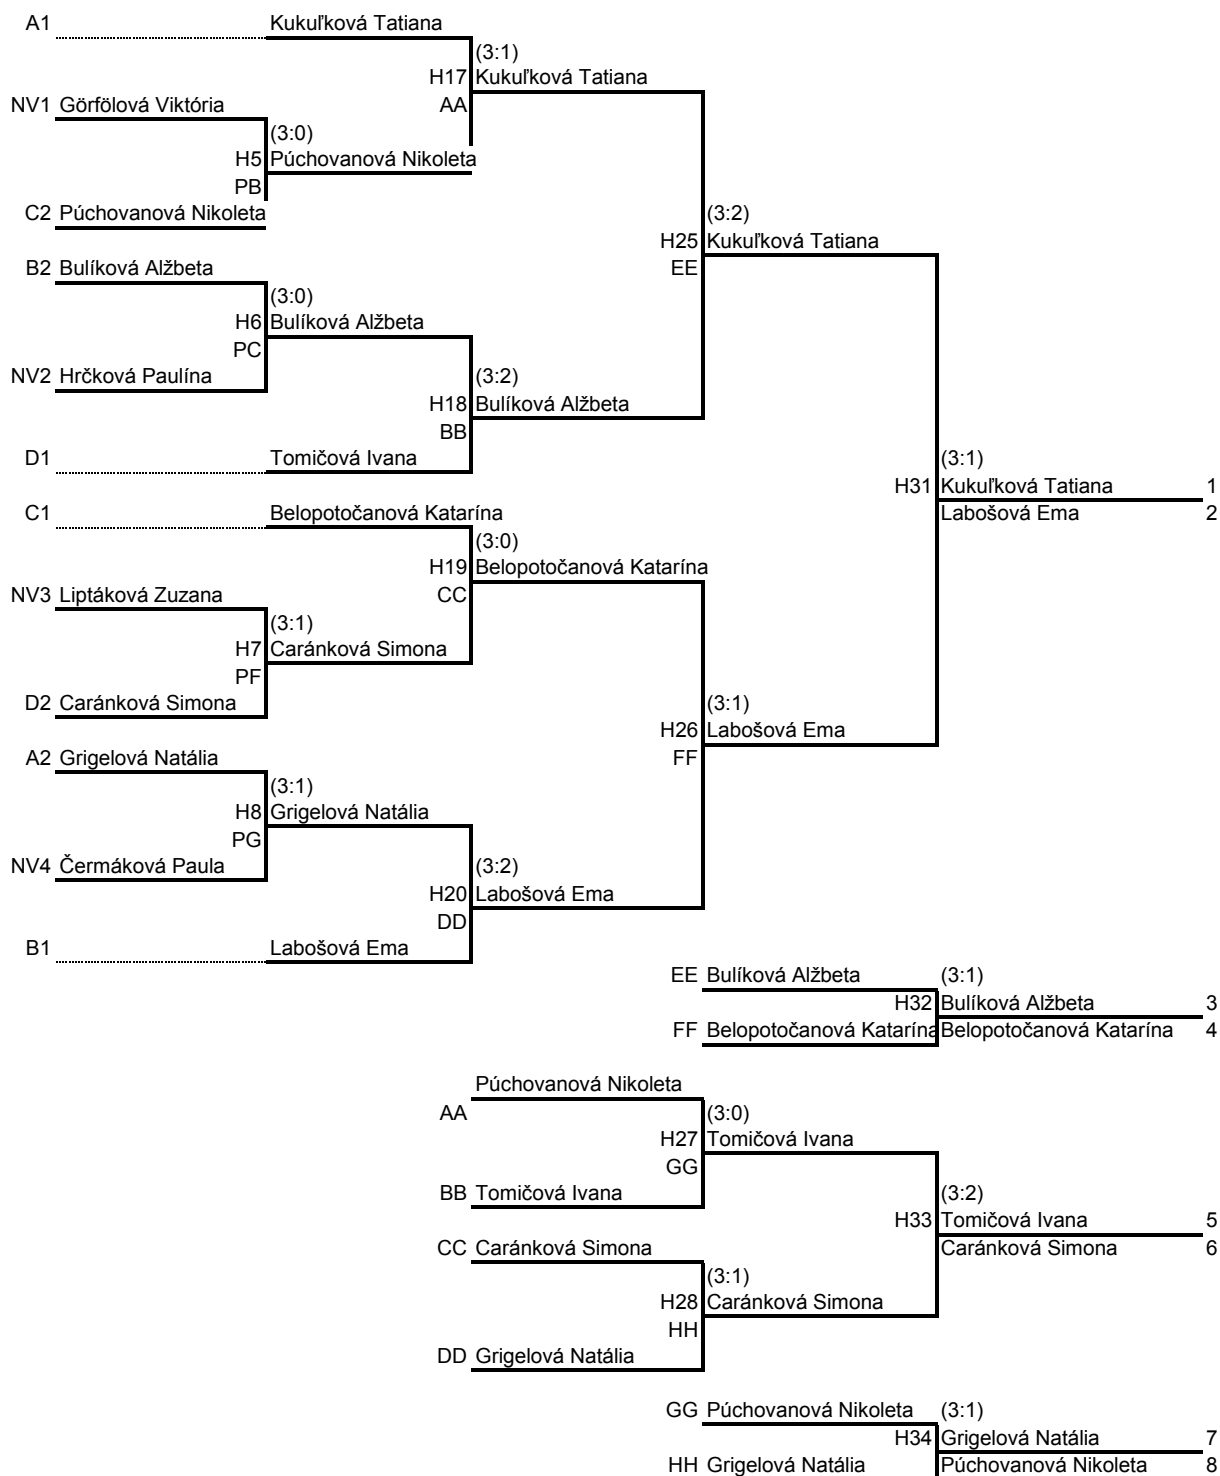 A1 Kukuľková Tatiana
(3:1)
H17 Kukuľková Tatiana
NV1 Görfölová Viktória AA
(3:0)
H5 Púchovanová Nikoleta
PB
C2 Púchovanová Nikoleta (3:2)
H25 Kukuľková Tatiana
B2 Bulíková Alžbeta EE
(3:0)
H6 Bulíková Alžbeta
PC
NV2 Hrčková Paulína (3:2)
H18 Bulíková Alžbeta
BB
D1 Tomičová Ivana (3:1)
H31 Kukuľková Tatiana 1
C1 Belopotočanová Katarína Labošová Ema 2
(3:0)
H19 Belopotočanová Katarína
NV3 Liptáková Zuzana CC
(3:1)
H7 Caránková Simona
PF
D2 Caránková Simona (3:1)
H26 Labošová Ema
A2 Grigelová Natália FF
(3:1)
H8 Grigelová Natália
PG
NV4 Čermáková Paula (3:2)
H20 Labošová Ema
DD
B1 Labošová Ema
EE Bulíková Alžbeta (3:1)
H32 Bulíková Alžbeta 3
FF Belopotočanová Katarína Belopotočanová Katarína 4
Púchovanová Nikoleta
AA (3:0)
H27 Tomičová Ivana
GG
BB Tomičová Ivana (3:2)
H33 Tomičová Ivana 5
CC Caránková Simona Caránková Simona 6
(3:1)
H28 Caránková Simona
HH
DD Grigelová Natália
GG Púchovanová Nikoleta (3:1)
H34 Grigelová Natália 7
HH Grigelová Natália Púchovanová Nikoleta 8